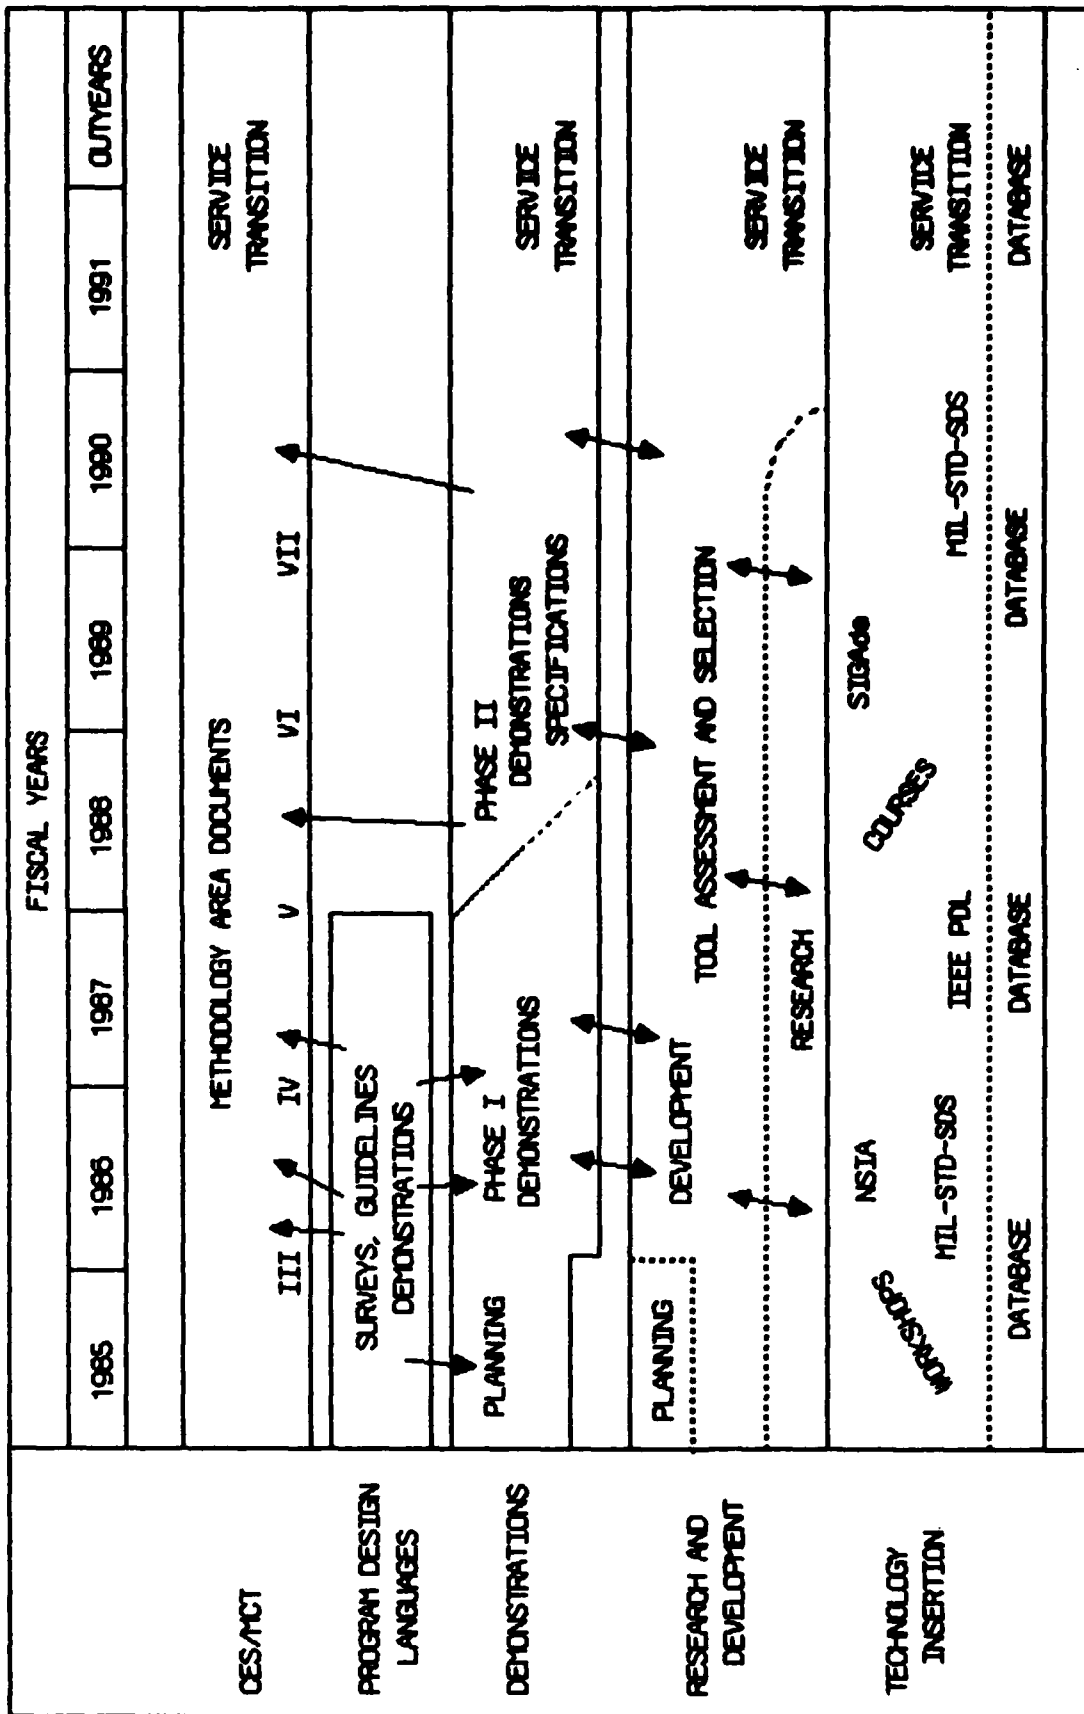 FISCAL YEARS
1985
1986
1987
1988
1989
1990
1991
OUTYEARS
CES/MCT
METHODOLOGY AREA DOCUMENTS
III
IV
V
VI
VII
SERVICE
TRANSITION
PROGRAM DESIGN
LANGUAGES
SURVEYS, GUIDELINES
DEMONSTRATIONS
DEMONSTRATIONS
PLANNING
PHASE I
DEMONSTRATIONS
PHASE II
DEMONSTRATIONS
SPECIFICATIONS
SERVICE
TRANSITION
RESEARCH AND
DEVELOPMENT
PLANNING
DEVELOPMENT
TOOL ASSESSMENT AND SELECTION
RESEARCH
SERVICE
TRANSITION
TECHNOLOGY
INSERTION
WORKSHOPS
NSIA
MIL-STD-SDS
IEEE PDL
COURSES
SIGAda
MIL-STD-SDS
SERVICE
TRANSITION
DATABASE
DATABASE
DATABASE
DATABASE